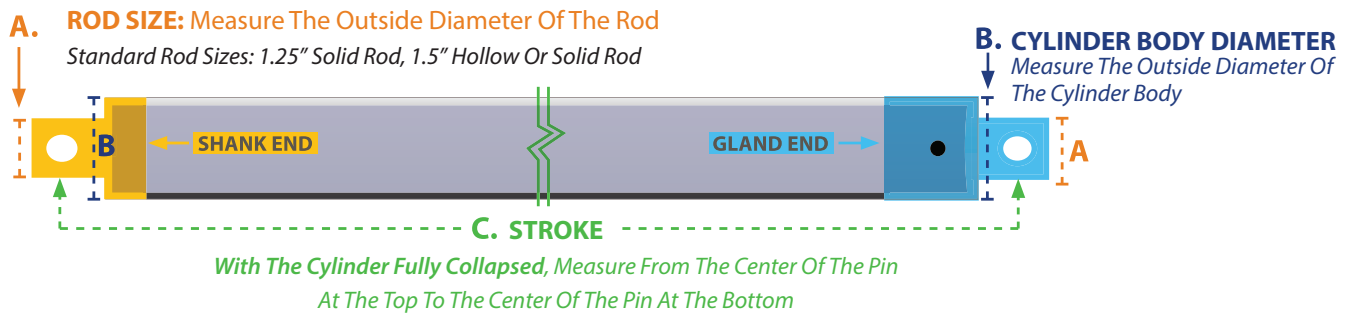 A. ROD SIZE: Measure The Outside Diameter Of The Rod
Standard Rod Sizes: 1.25” Solid Rod, 1.5” Hollow Or Solid Rod
B. CYLINDER BODY DIAMETER
Measure The Outside Diameter Of
The Cylinder Body
B
SHANK END
GLAND END
A
C. STROKE
With The Cylinder Fully Collapsed, Measure From The Center Of The Pin
At The Top To The Center Of The Pin At The Bottom